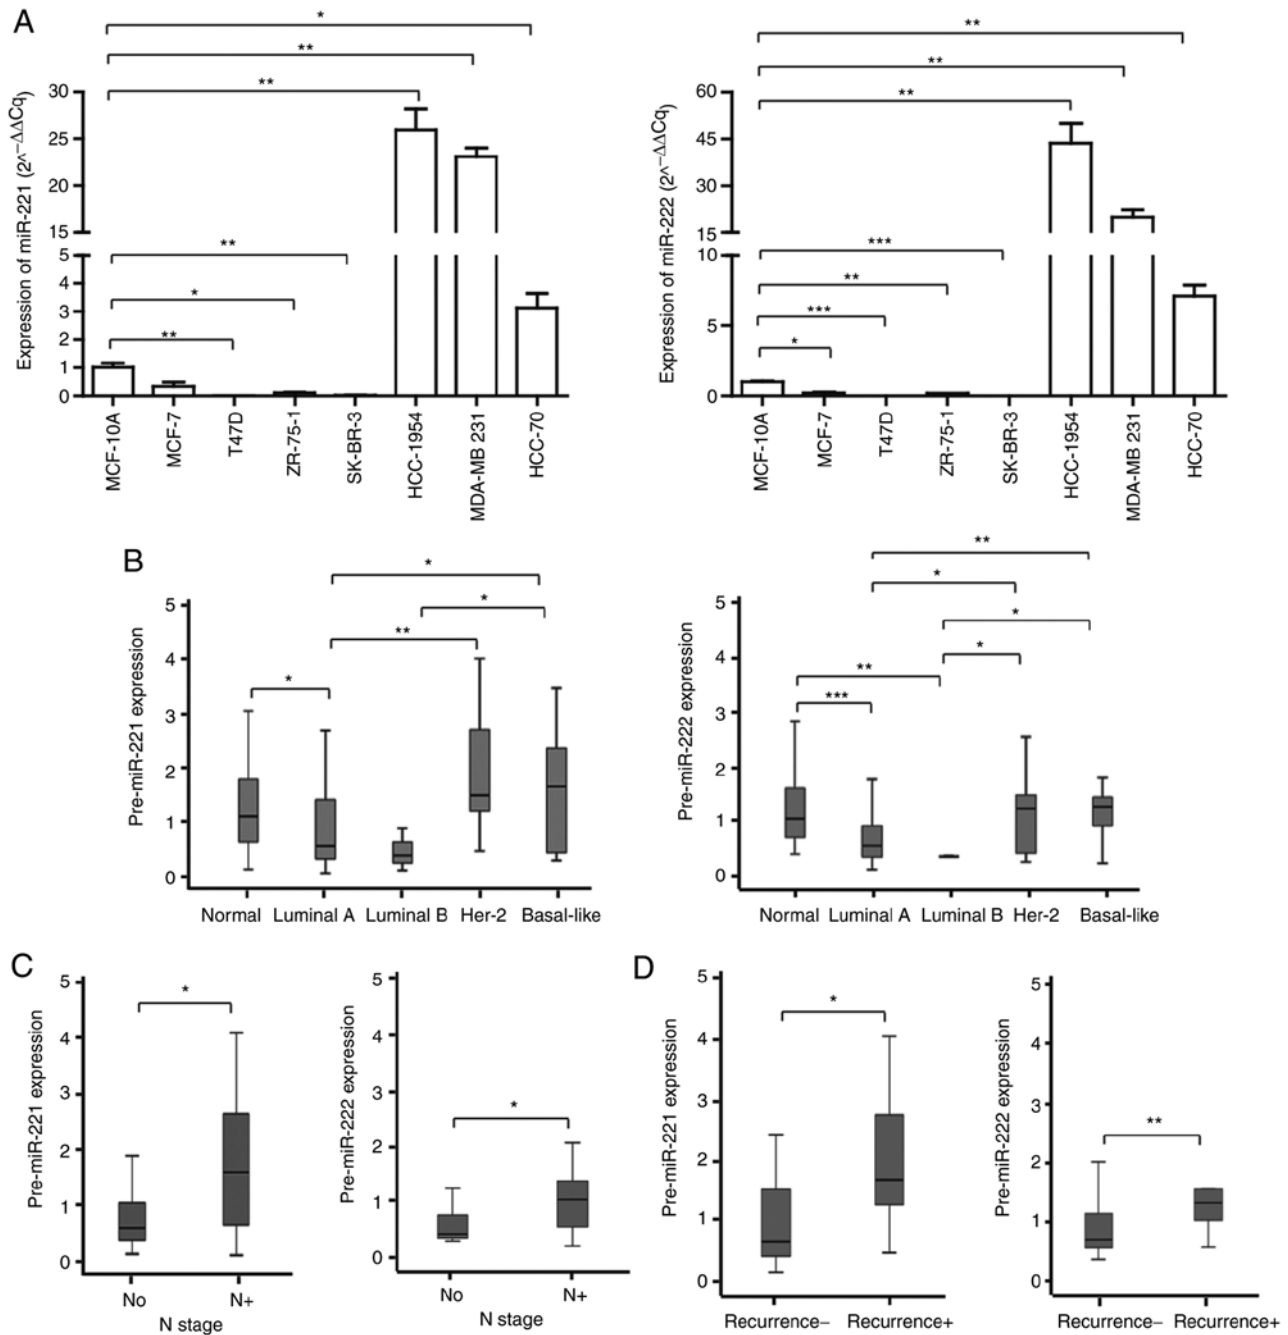 A
*
**
**
**
*
**
Expression of miR-221 (2^−ΔΔCq)
30
25
20
15
5
4
3
2
1
0
MCF-10A
MCF-7
T47D
ZR-75-1
SK-BR-3
HCC-1954
MDA-MB 231
HCC-70
**
**
**
***
**
***
*
Expression of miR-222 (2^−ΔΔCq)
60
45
30
15
10
5
0
MCF-10A
MCF-7
T47D
ZR-75-1
SK-BR-3
HCC-1954
MDA-MB 231
HCC-70
B
*
*
**
*
Pre-miR-221 expression
5
4
3
2
1
0
Normal Luminal A Luminal B Her-2 Basal-like
**
*
*
*
**
***
Pre-miR-222 expression
5
4
3
2
1
0
Normal Luminal A Luminal B Her-2 Basal-like
C
*
Pre-miR-221 expression
5
4
3
2
1
0
No N+
N stage
*
Pre-miR-222 expression
5
4
3
2
1
0
No N+
N stage
D
*
Pre-miR-221 expression
5
4
3
2
1
0
Recurrence− Recurrence+
**
Pre-miR-222 expression
5
4
3
2
1
0
Recurrence− Recurrence+